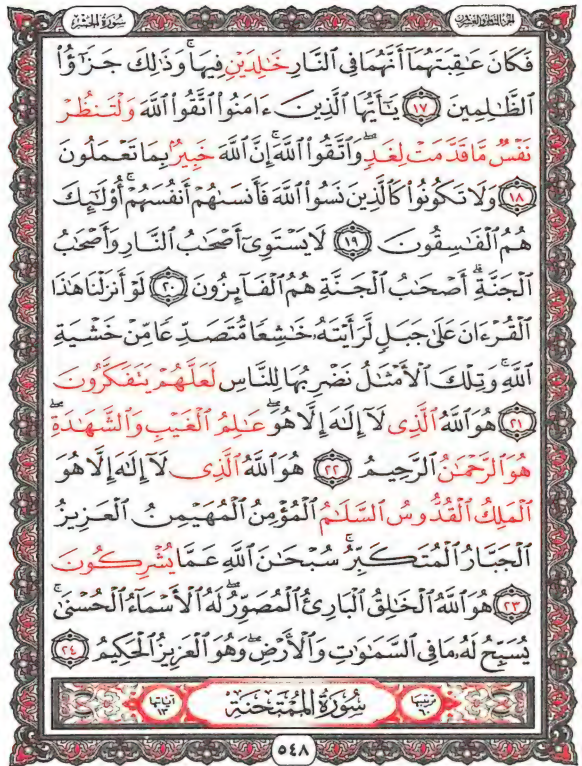 الجزء الثامن والعشرون سورة الحشر
فَكَانَ عَٰقِبَتَهُمَآ أَنَّهُمَا فِى ٱلنَّارِ خَٰلِدَيْنِ فِيهَا ۚ وَذَٰلِكَ جَزَٰٓؤُا۟
ٱلظَّٰلِمِينَ ١٧ يَٰٓأَيُّهَا ٱلَّذِينَ ءَامَنُوا۟ ٱتَّقُوا۟ ٱللَّهَ وَلْتَنظُرْ
نَفْسٌ مَّا قَدَّمَتْ لِغَدٍ ۖ وَٱتَّقُوا۟ ٱللَّهَ ۚ إِنَّ ٱللَّهَ خَبِيرٌۢ بِمَا تَعْمَلُونَ
١٨ وَلَا تَكُونُوا۟ كَٱلَّذِينَ نَسُوا۟ ٱللَّهَ فَأَنسَىٰهُمْ أَنفُسَهُمْ ۚ أُو۟لَٰٓئِكَ
هُمُ ٱلْفَٰسِقُونَ ١٩ لَا يَسْتَوِىٓ أَصْحَٰبُ ٱلنَّارِ وَأَصْحَٰبُ
ٱلْجَنَّةِ ۚ أَصْحَٰبُ ٱلْجَنَّةِ هُمُ ٱلْفَآئِزُونَ ٢٠ لَوْ أَنزَلْنَا هَٰذَا
ٱلْقُرْءَانَ عَلَىٰ جَبَلٍ لَّرَأَيْتَهُۥ خَٰشِعًا مُّتَصَدِّعًا مِّنْ خَشْيَةِ
ٱللَّهِ ۚ وَتِلْكَ ٱلْأَمْثَٰلُ نَضْرِبُهَا لِلنَّاسِ لَعَلَّهُمْ يَتَفَكَّرُونَ
٢١ هُوَ ٱللَّهُ ٱلَّذِى لَآ إِلَٰهَ إِلَّا هُوَ ۖ عَٰلِمُ ٱلْغَيْبِ وَٱلشَّهَٰدَةِ ۖ
هُوَ ٱلرَّحْمَٰنُ ٱلرَّحِيمُ ٢٢ هُوَ ٱللَّهُ ٱلَّذِى لَآ إِلَٰهَ إِلَّا هُوَ
ٱلْمَلِكُ ٱلْقُدُّوسُ ٱلسَّلَٰمُ ٱلْمُؤْمِنُ ٱلْمُهَيْمِنُ ٱلْعَزِيزُ
ٱلْجَبَّارُ ٱلْمُتَكَبِّرُ ۚ سُبْحَٰنَ ٱللَّهِ عَمَّا يُشْرِكُونَ
٢٣ هُوَ ٱللَّهُ ٱلْخَٰلِقُ ٱلْبَارِئُ ٱلْمُصَوِّرُ ۖ لَهُ ٱلْأَسْمَآءُ ٱلْحُسْنَىٰ ۚ
يُسَبِّحُ لَهُۥ مَا فِى ٱلسَّمَٰوَٰتِ وَٱلْأَرْضِ ۖ وَهُوَ ٱلْعَزِيزُ ٱلْحَكِيمُ ٢٤
ترتيبها ٦٠ سُورَةُ المُمْتَحنَة آياتها ١٣
٥٤٨